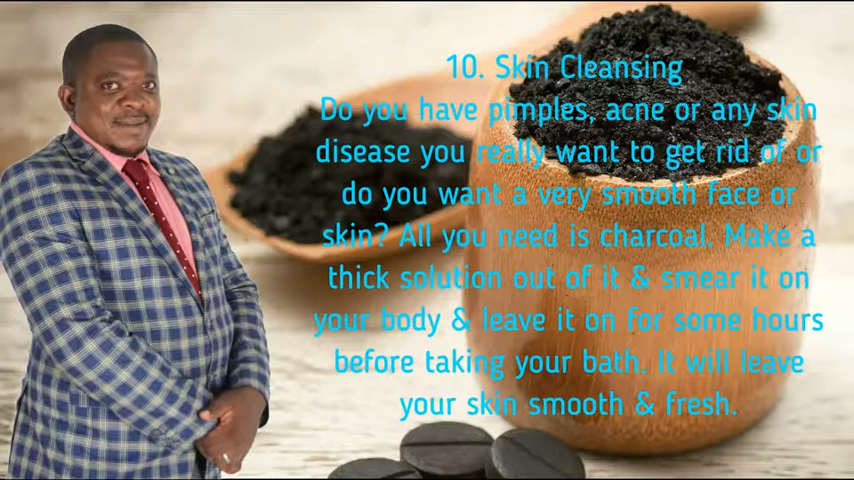 10. Skin Cleansing
Do you have pimples, acne or any skin
disease you really want to get rid of or
do you want a very smooth face or
skin? All you need is charcoal. Make a
thick solution out of it & smear it on
your body & leave it on for some hours
before taking your bath. It will leave
your skin smooth & fresh.